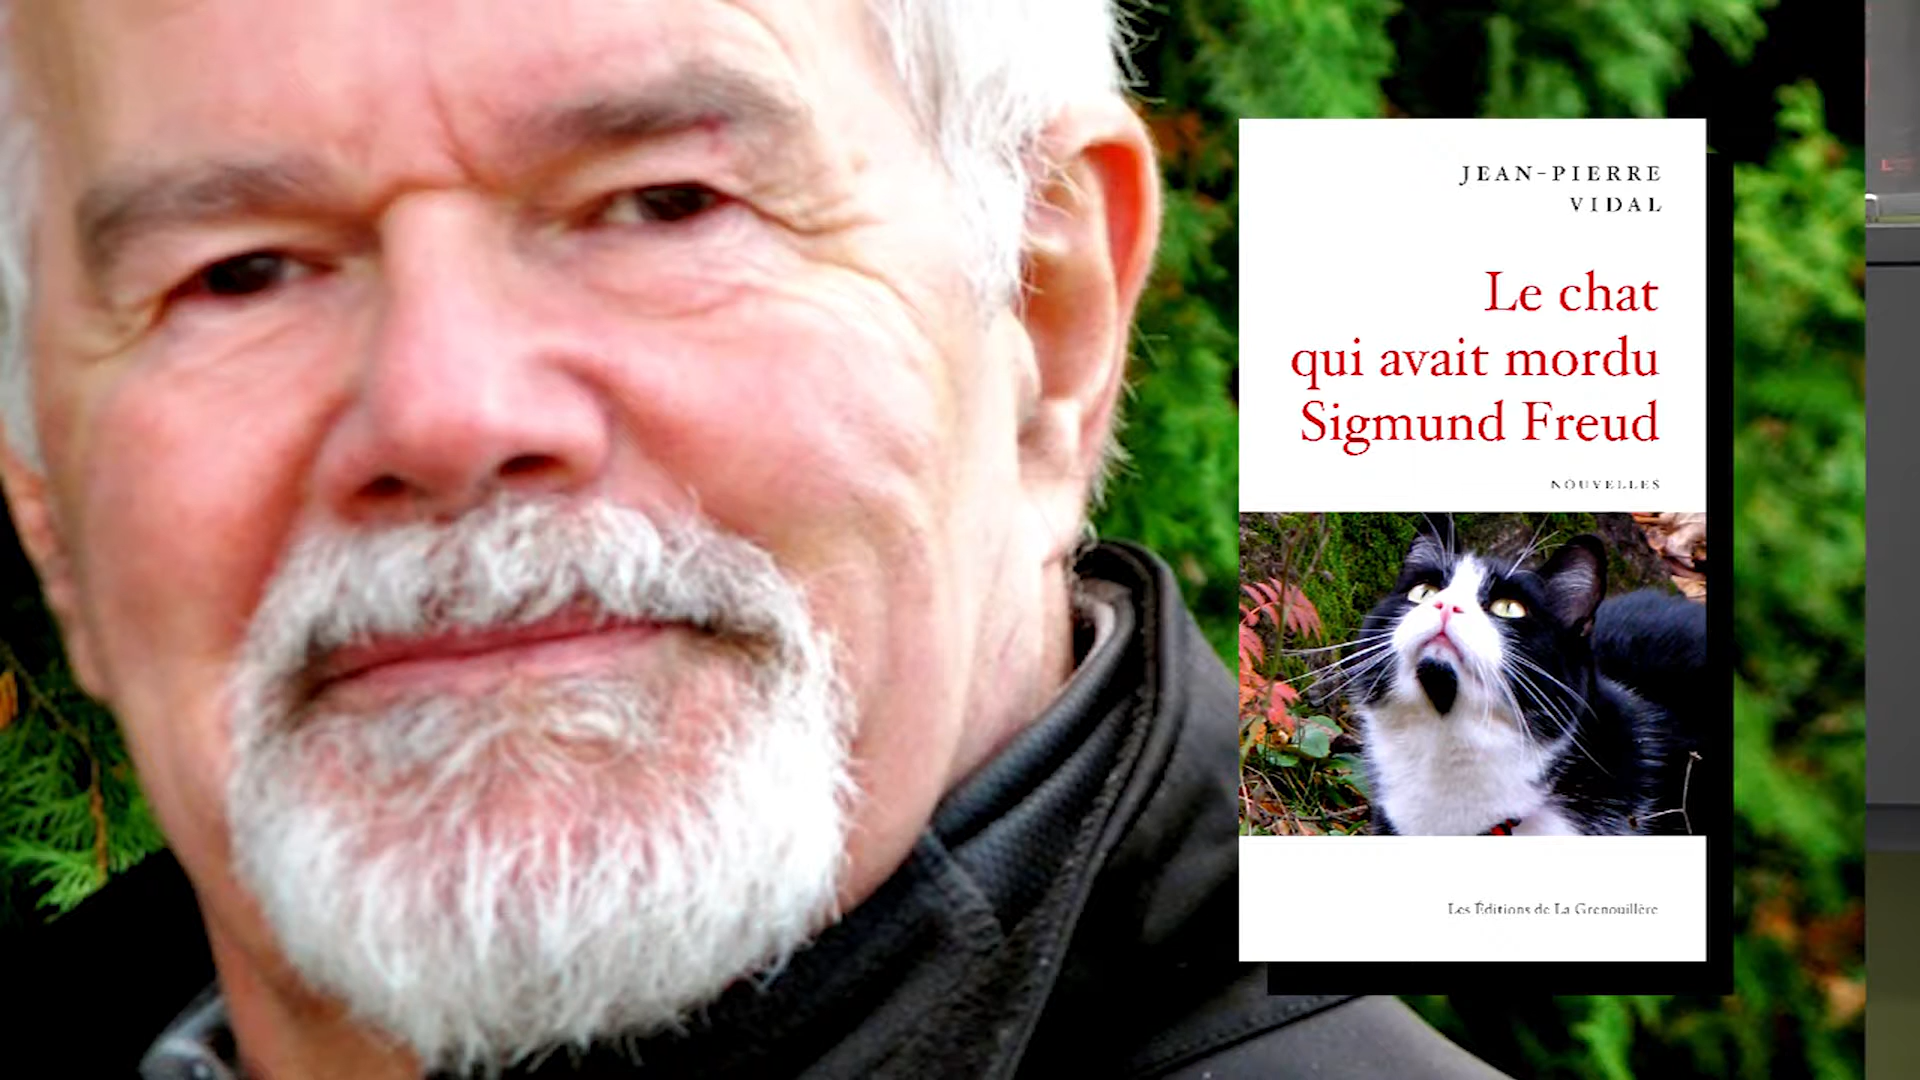 JEAN-PIERRE
VIDAL
Le chat
qui avait mordu
Sigmund Freud
NOUVELLES
Les Éditions de La Grenouillère